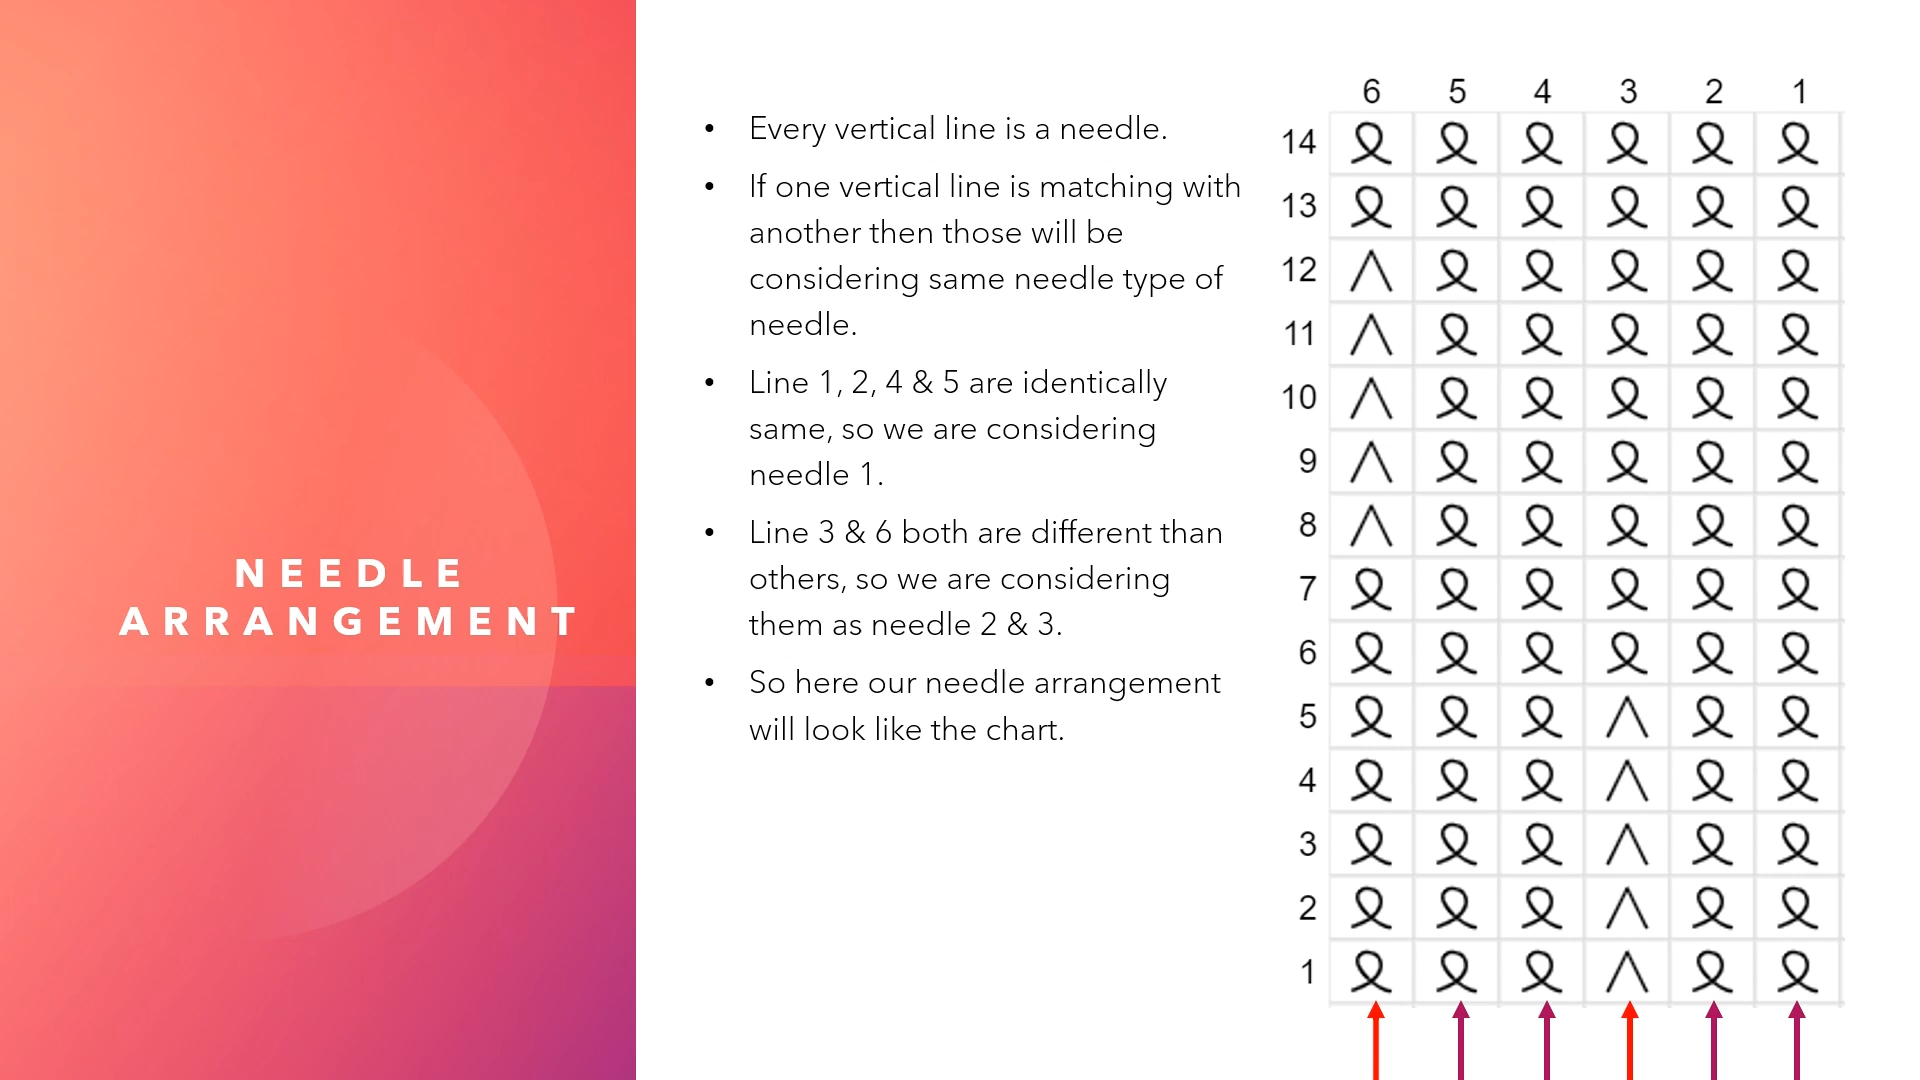 NEEDLE
ARRANGEMENT
• Every vertical line is a needle.
• If one vertical line is matching with
another then those will be
considering same needle type of
needle.
• Line 1, 2, 4 & 5 are identically
same, so we are considering
needle 1.
• Line 3 & 6 both are different than
others, so we are considering
them as needle 2 & 3.
• So here our needle arrangement
will look like the chart.
6 5 4 3 2 1
14
13
12
11
10
9
8
7
6
5
4
3
2
1